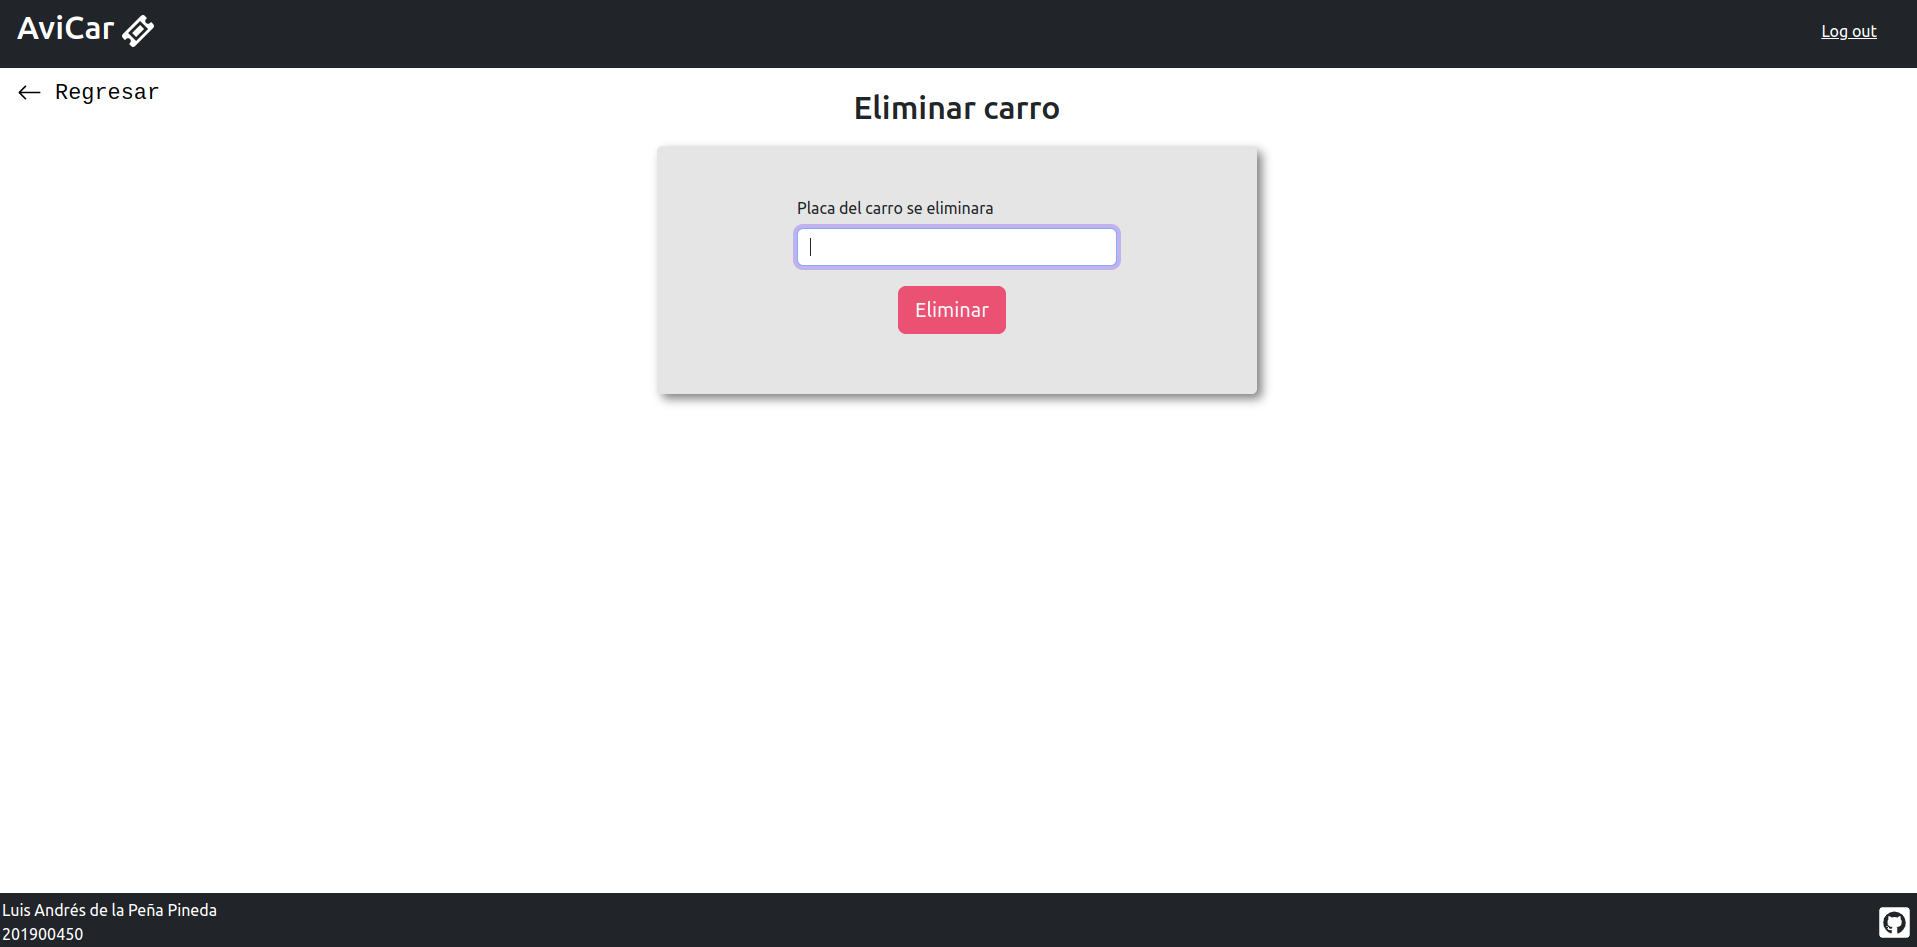 AviCar
Log out
← Regresar
Eliminar carro
Placa del carro se eliminara
Eliminar
Luis Andrés de la Peña Pineda
201900450